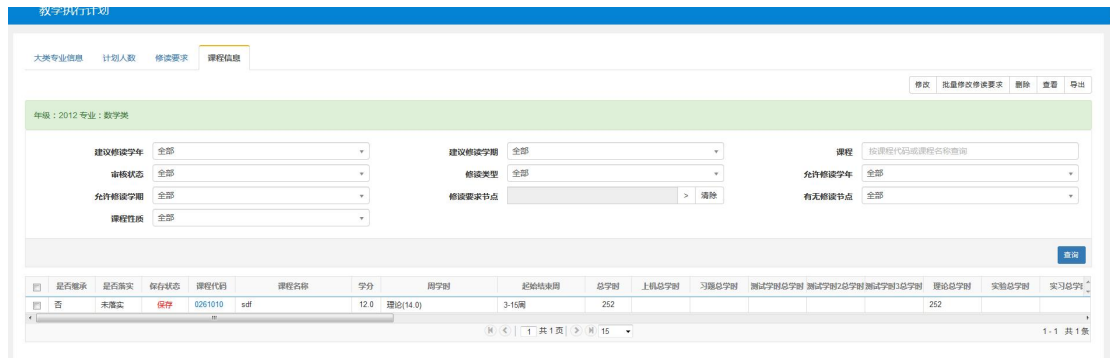 教学执行计划
大类专业信息 计划人数 修读要求 课程信息
修改 批量修改修读要求 删除 查看 导出
年级：2012 专业：数学类
建议修读学年 全部 建议修读学期 全部 课程 按课程代码或课程名称查询
审核状态 全部 修读类型 全部 允许修读学年 全部
允许修读学期 全部 修读要求节点 > 清除 有无修读节点 全部
课程性质 全部
查询
是否继承 是否落实 保存状态 课程代码 课程名称 学分 周学时 起始结束周 总学时 上机总学时 习题总学时 测试学时总学时 测试学时2总学时 测试学时3总学时 理论总学时 实验总学时 实习总学时
否 未落实 保存 0261010 sdf 12.0 理论(14.0) 3-15周 252 252
1 共1页 15 1 - 1 共1条